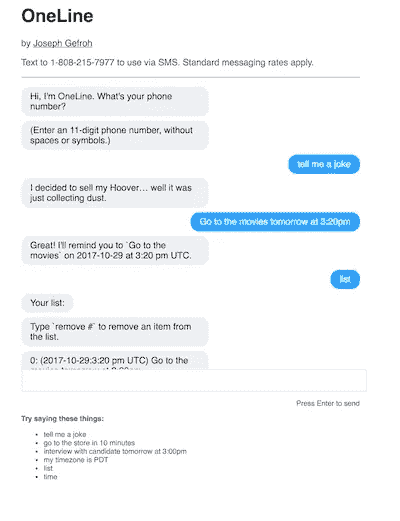 OneLine
by Joseph Gefroh
Text to 1-808-215-7977 to use via SMS. Standard messaging rates apply.
Hi, I'm OneLine. What's your phone
number?
(Enter an 11-digit phone number, without
spaces or symbols.)
tell me a joke
I decided to sell my Hoover… well it was
just collecting dust.
Go to the movies tomorrow at 3:20pm
Great! I'll remind you to `Go to the
movies` on 2017-10-29 at 3:20 pm UTC.
list
Your list:
Type `remove #` to remove an item from
the list.
0: (2017-10-29:3:20 pm UTC) Go to the
Press Enter to send
Try saying these things:
• tell me a joke
• go to the store in 10 minutes
• interview with candidate tomorrow at 3:00pm
• my timezone is PDT
• list
• time